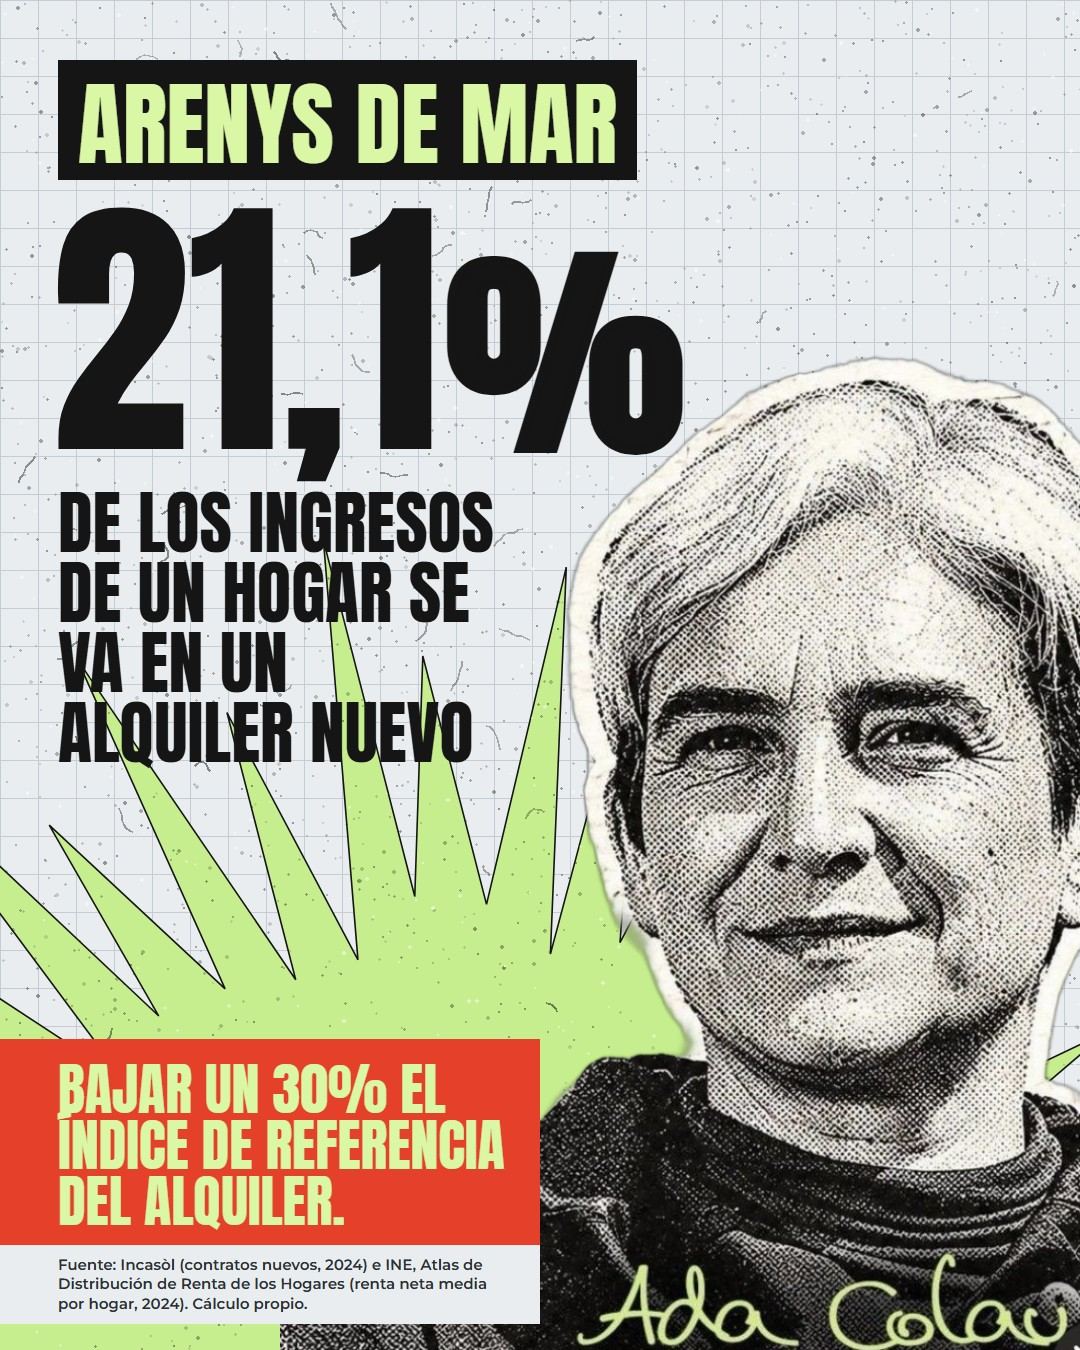 ARENYS DE MAR
21,1%
DE LOS INGRESOS
DE UN HOGAR SE
VA EN UN
ALQUILER NUEVO
BAJAR UN 30% EL
ÍNDICE DE REFERENCIA
DEL ALQUILER.
Fuente: Incasòl (contratos nuevos, 2024) e INE, Atlas de
Distribución de Renta de los Hogares (renta neta media
por hogar, 2024). Cálculo propio.
Ada Colau